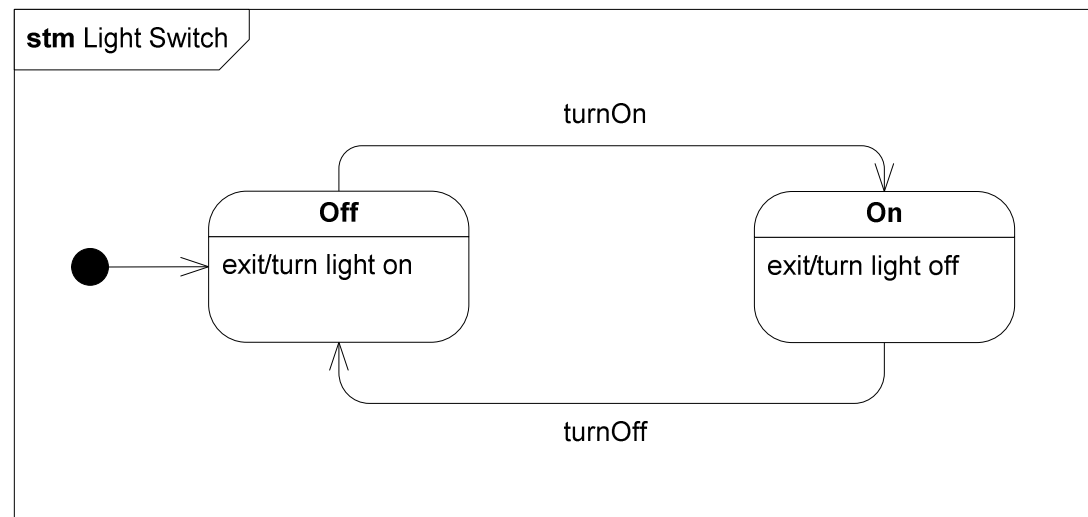 stm Light Switch
turnOn
Off
On
exit/turn light on
exit/turn light off
turnOff